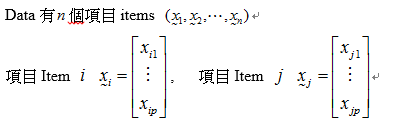 Data 有 n 個項目 items (x₁, x₂, ⋯, xₙ)
項目 Item i xᵢ = [xᵢ₁ ⋮ xᵢₚ], 項目 Item j xⱼ = [xⱼ₁ ⋮ xⱼₚ]